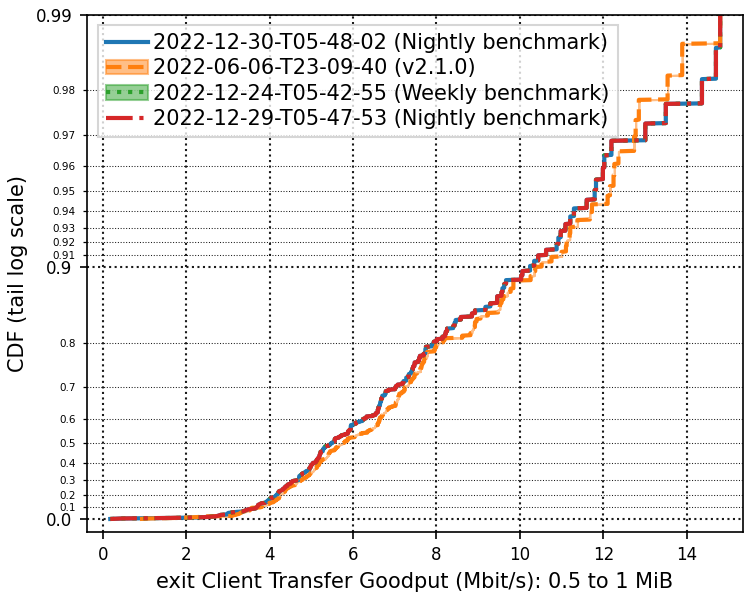 0.99
2022-12-30-T05-48-02 (Nightly benchmark)
2022-06-06-T23-09-40 (v2.1.0)
2022-12-24-T05-42-55 (Weekly benchmark)
2022-12-29-T05-47-53 (Nightly benchmark)
0.98
0.97
0.96
0.95
0.94
0.93
0.92
0.91
0.9
0.8
0.7
0.6
0.5
0.4
0.3
0.2
0.1
0.0
CDF (tail log scale)
0 2 4 6 8 10 12 14
exit Client Transfer Goodput (Mbit/s): 0.5 to 1 MiB